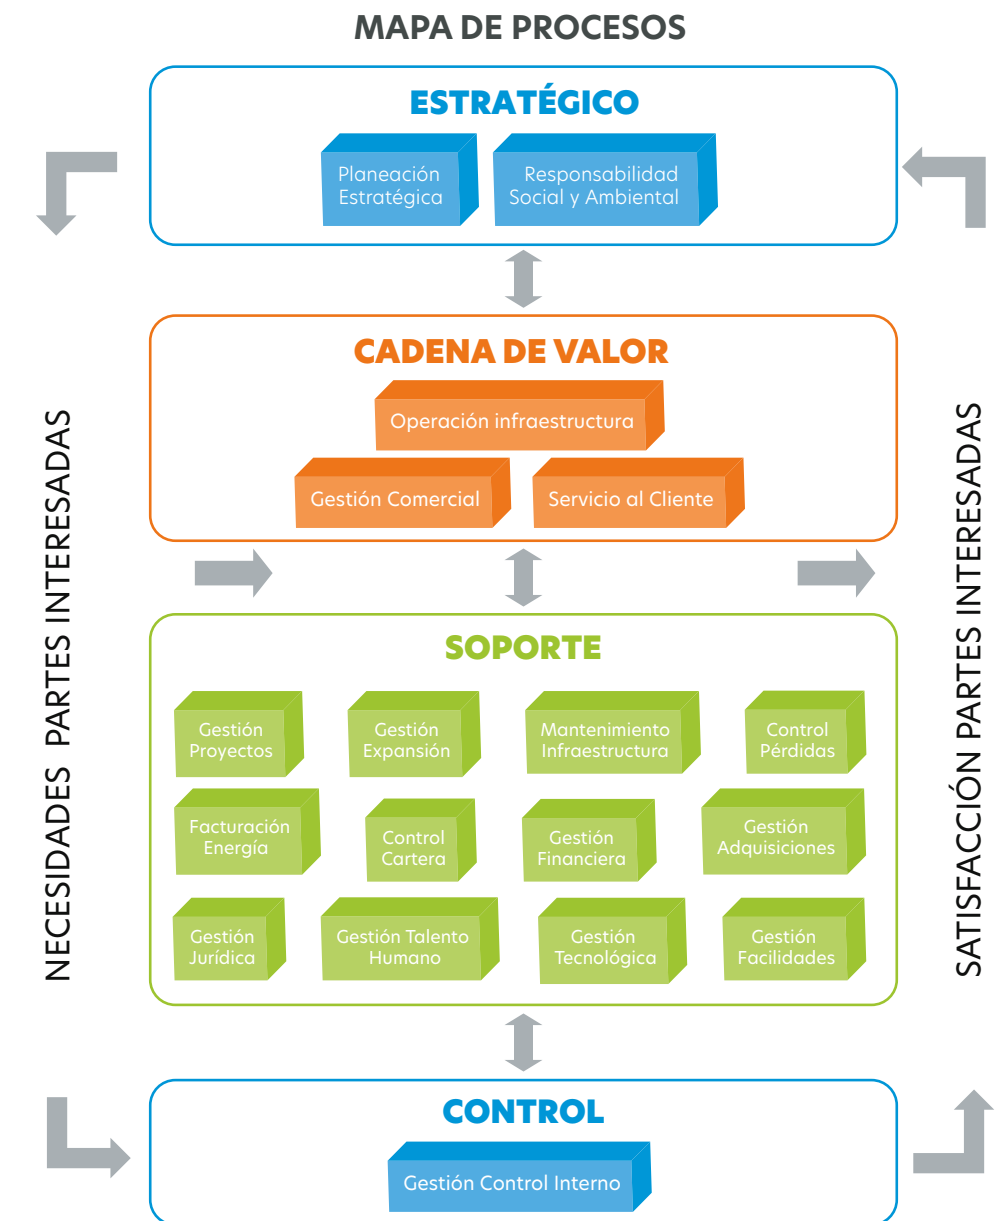 MAPA DE PROCESOS
ESTRATÉGICO
Planeación
Estratégica
Responsabilidad
Social y Ambiental
CADENA DE VALOR
Operación infraestructura
Gestión Comercial
Servicio al Cliente
NECESIDADES PARTES INTERESADAS
SATISFACCIÓN PARTES INTERESADAS
SOPORTE
Gestión
Proyectos
Gestión
Expansión
Mantenimiento
Infraestructura
Control
Pérdidas
Facturación
Energía
Control
Cartera
Gestión
Financiera
Gestión
Adquisiciones
Gestión
Jurídica
Gestión Talento
Humano
Gestión
Tecnológica
Gestión
Facilidades
CONTROL
Gestión Control Interno